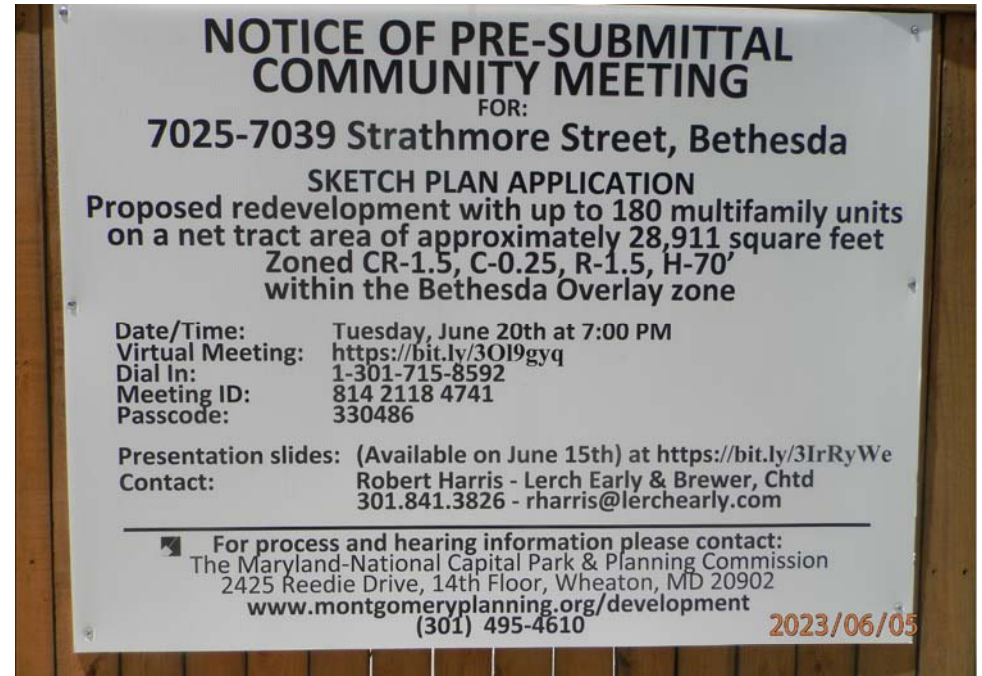 NOTICE OF PRE-SUBMITTAL
COMMUNITY MEETING
FOR:
7025-7039 Strathmore Street, Bethesda
SKETCH PLAN APPLICATION
Proposed redevelopment with up to 180 multifamily units
on a net tract area of approximately 28,911 square feet
Zoned CR-1.5, C-0.25, R-1.5, H-70'
within the Bethesda Overlay zone
Date/Time: Tuesday, June 20th at 7:00 PM
Virtual Meeting: https://bit.ly/3Ol9gyq
Dial In: 1-301-715-8592
Meeting ID: 814 2118 4741
Passcode: 330486
Presentation slides: (Available on June 15th) at https://bit.ly/3IrRyWe
Contact: Robert Harris - Lerch Early & Brewer, Chtd
301.841.3826 - rharris@lerchearly.com
For process and hearing information please contact:
The Maryland-National Capital Park & Planning Commission
2425 Reedie Drive, 14th Floor, Wheaton, MD 20902
www.montgomeryplanning.org/development
(301) 495-4610
2023/06/05